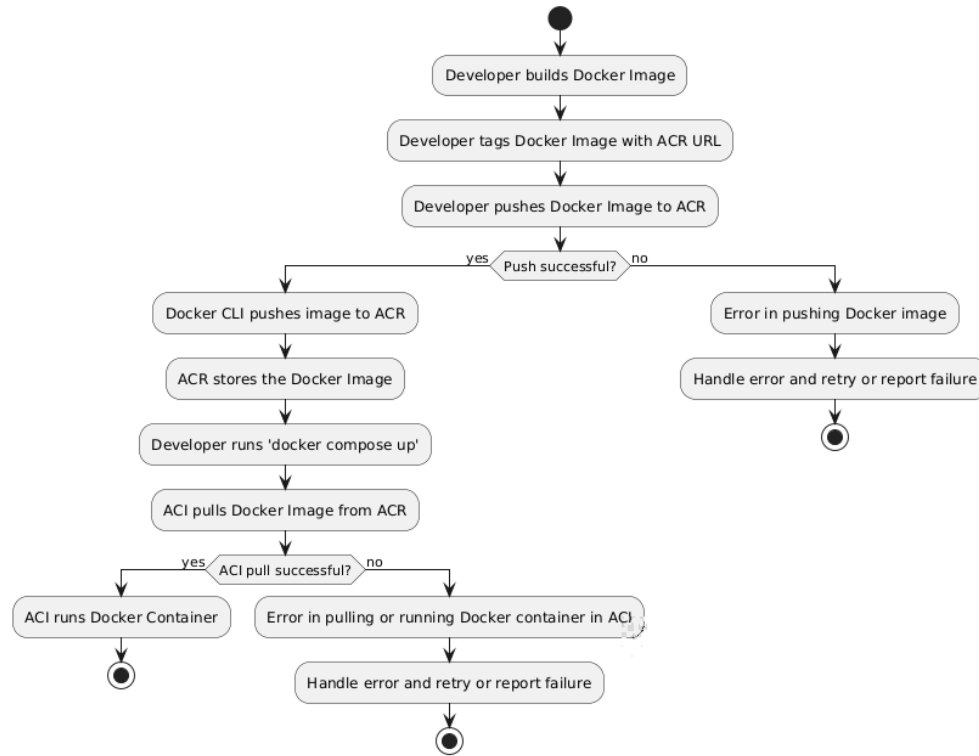 Developer builds Docker Image
Developer tags Docker Image with ACR URL
Developer pushes Docker Image to ACR
yes
Push successful?
no
Docker CLI pushes image to ACR
Error in pushing Docker image
ACR stores the Docker Image
Handle error and retry or report failure
Developer runs 'docker compose up'
ACI pulls Docker Image from ACR
yes
ACI pull successful?
no
ACI runs Docker Container
Error in pulling or running Docker container in ACI
Handle error and retry or report failure